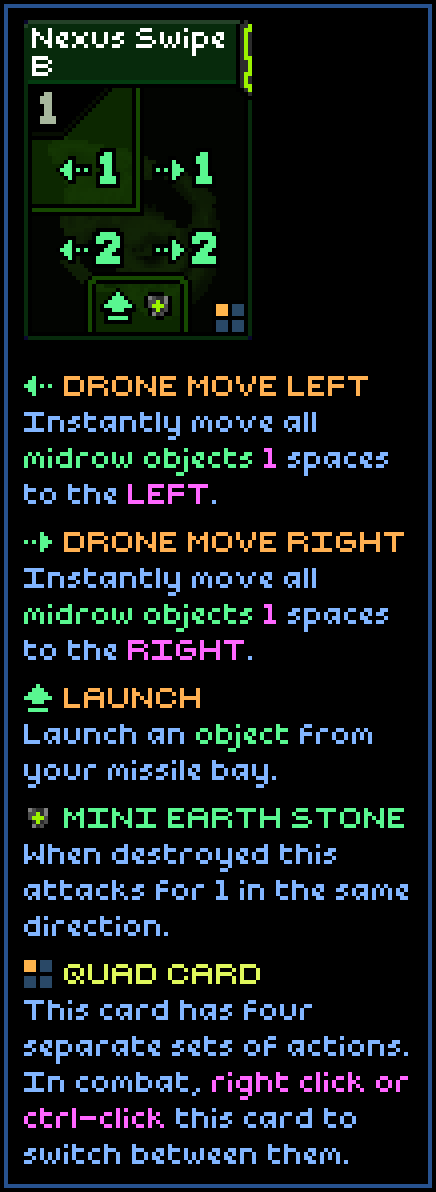 Nexus Swipe
B
1
1 1
2 2
DRONE MOVE LEFT
Instantly move all
midrow objects 1 spaces
to the LEFT.
DRONE MOVE RIGHT
Instantly move all
midrow objects 1 spaces
to the RIGHT.
LAUNCH
Launch an object from
your missile bay.
MINI EARTH STONE
When destroyed this
attacks for 1 in the same
direction.
QUAD CARD
This card has four
separate sets of actions.
In combat, right click or
ctrl-click this card to
switch between them.